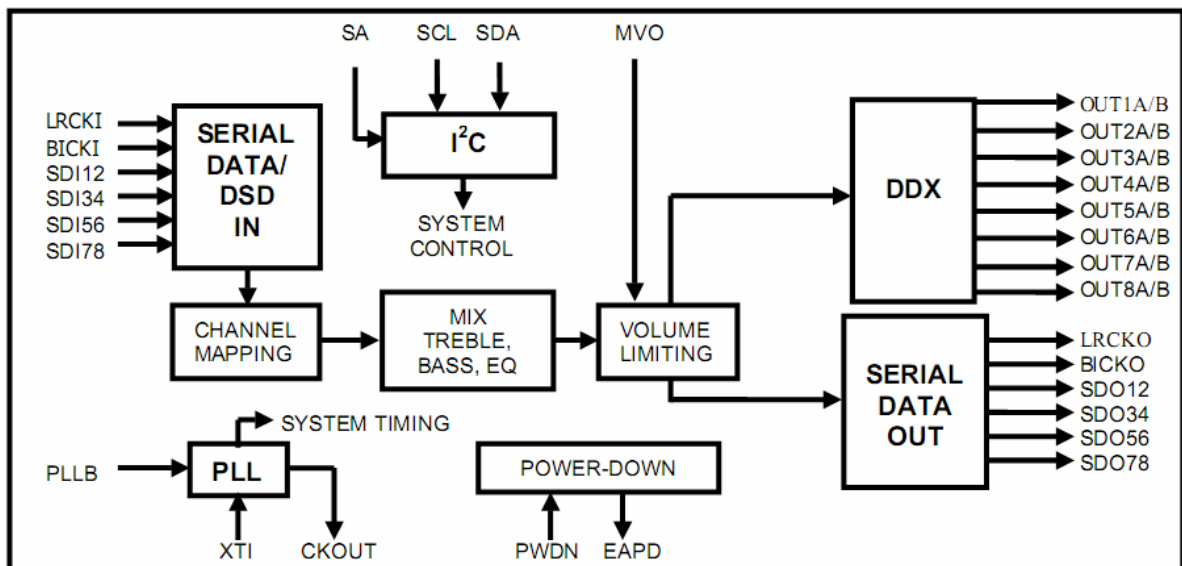 SA
SCL
SDA
MVO
LRCKI
BICKI
SDI12
SDI34
SDI56
SDI78
SERIAL
DATA/
DSD
IN
I²C
SYSTEM
CONTROL
DDX
OUT1A/B
OUT2A/B
OUT3A/B
OUT4A/B
OUT5A/B
OUT6A/B
OUT7A/B
OUT8A/B
CHANNEL
MAPPING
MIX
TREBLE,
BASS, EQ
VOLUME
LIMITING
SERIAL
DATA
OUT
LRCKO
BICKO
SDO12
SDO34
SDO56
SDO78
SYSTEM TIMING
PLLB
PLL
XTI
CKOUT
POWER-DOWN
PWDN
EAPD